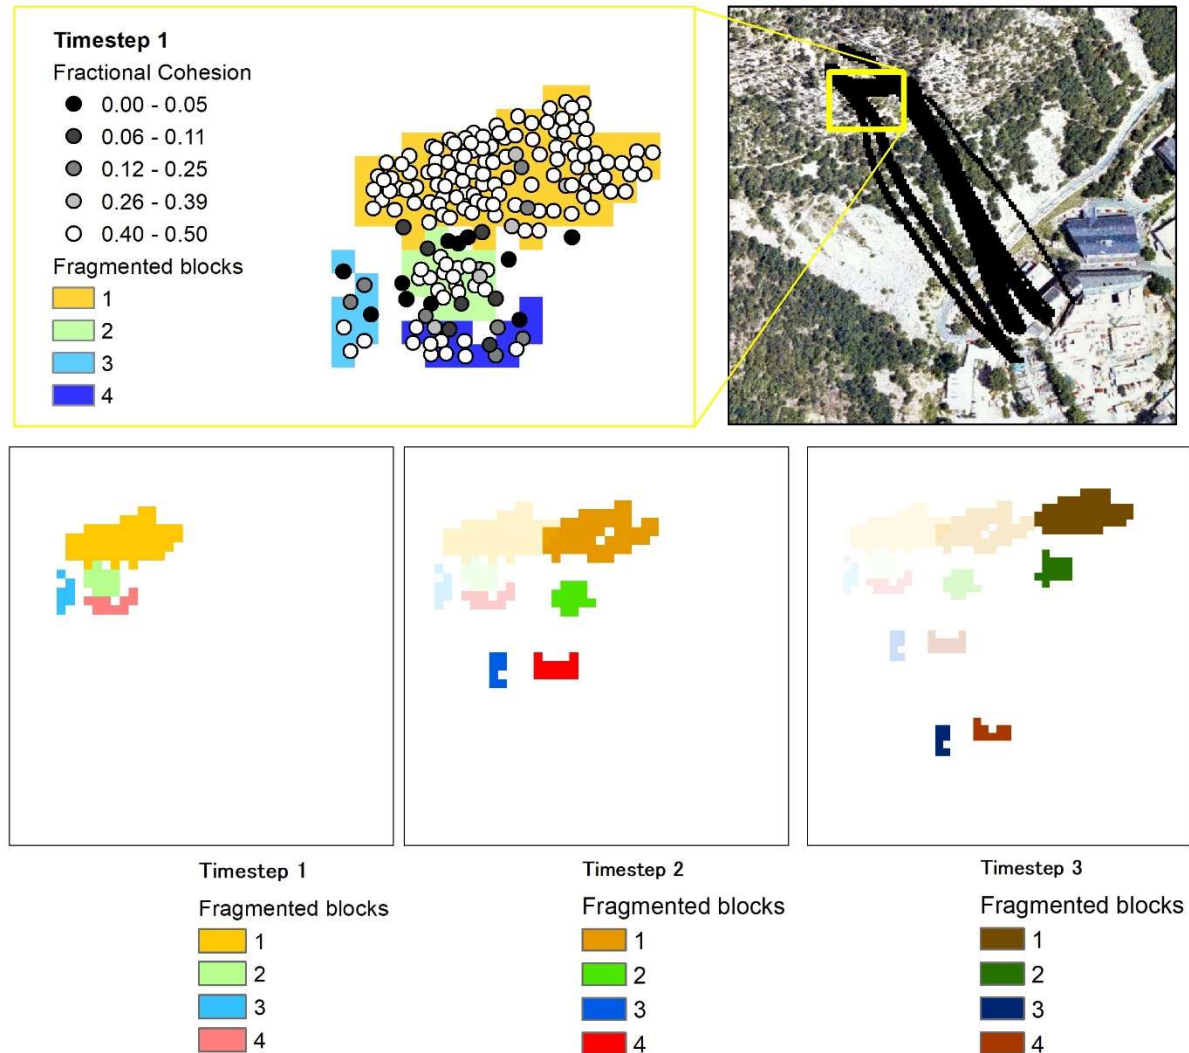 Timestep 1
Fractional Cohesion
0.00 - 0.05
0.06 - 0.11
0.12 - 0.25
0.26 - 0.39
0.40 - 0.50
Fragmented blocks
1
2
3
4
Timestep 1
Fragmented blocks
1
2
3
4
Timestep 2
Fragmented blocks
1
2
3
4
Timestep 3
Fragmented blocks
1
2
3
4